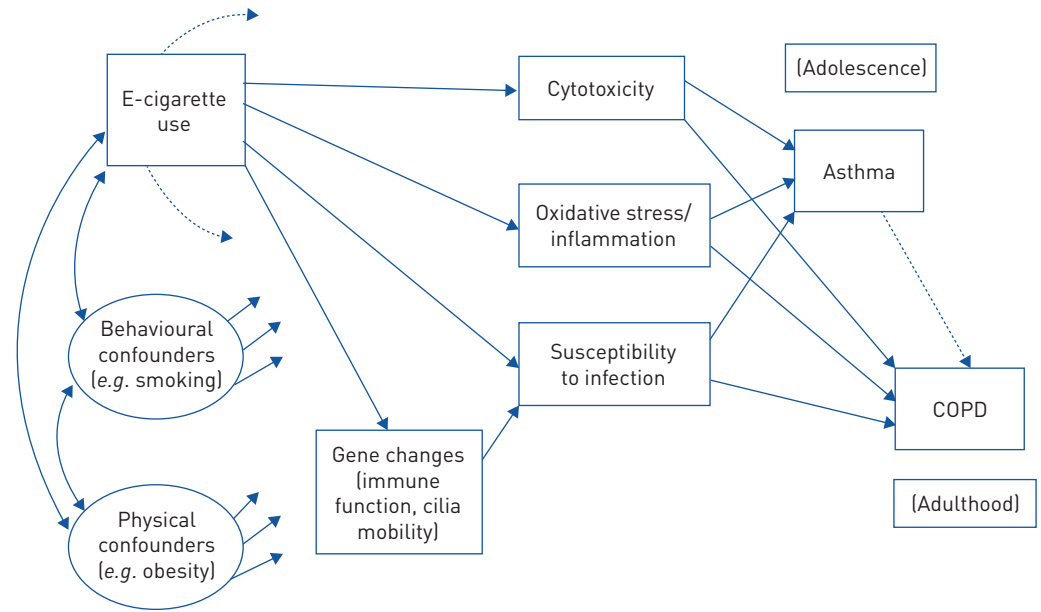 E-cigarette
use
Cytotoxicity
(Adolescence)
Asthma
Oxidative stress/
inflammation
Behavioural
confounders
(e.g. smoking)
Susceptibility
to infection
COPD
Gene changes
(immune
function, cilia
mobility)
(Adulthood)
Physical
confounders
(e.g. obesity)